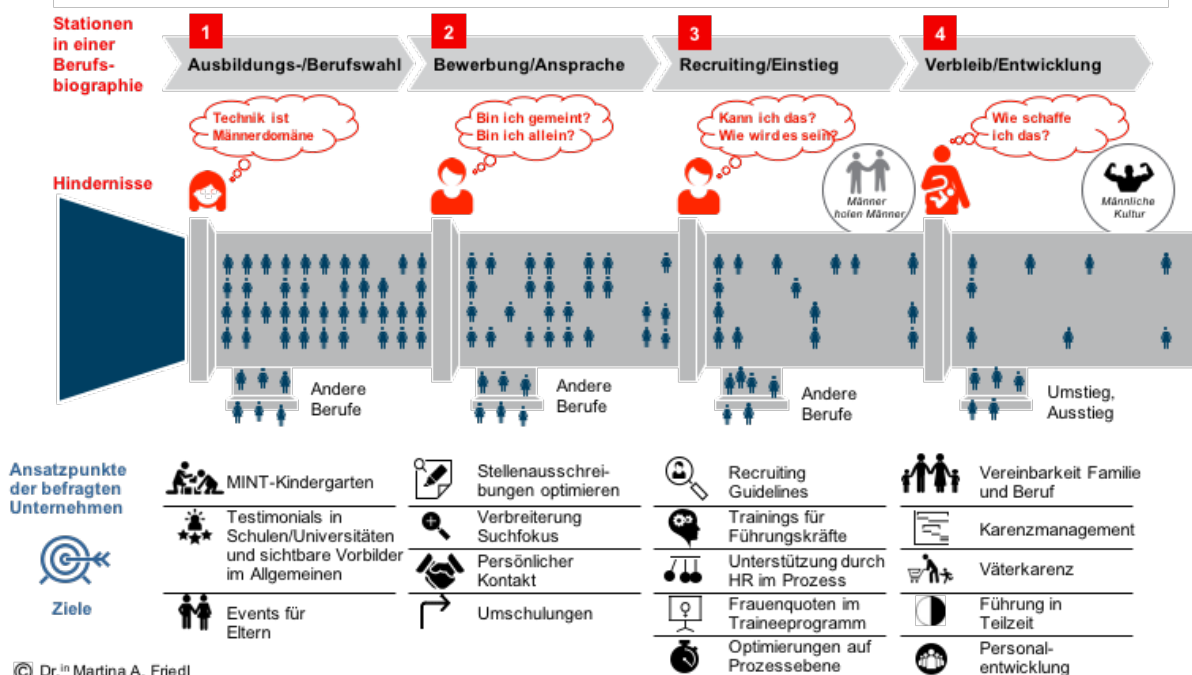 Stationen
in einer
Berufs-
biographie
1
Ausbildungs-/Berufswahl
2
Bewerbung/Ansprache
3
Recruiting/Einstieg
4
Verbleib/Entwicklung
Technik ist
Männerdomäne
Bin ich gemeint?
Bin ich allein?
Kann ich das?
Wie wird es sein?
Wie schaffe
ich das?
Hindernisse
Männer
holen Männer
Männliche
Kultur
Andere
Berufe
Andere
Berufe
Andere
Berufe
Umstieg,
Ausstieg
Ansatzpunkte
der befragten
Unternehmen
Ziele
MINT-Kindergarten
Testimonials in
Schulen/Universitäten
und sichtbare Vorbilder
im Allgemeinen
Events für
Eltern
Stellenausschrei-
bungen optimieren
Verbreiterung
Suchfokus
Persönlicher
Kontakt
Umschulungen
Recruiting
Guidelines
Trainings für
Führungskräfte
Unterstützung durch
HR im Prozess
Frauenquoten im
Traineeprogramm
Optimierungen auf
Prozessebene
Vereinbarkeit Familie
und Beruf
Karenzmanagement
Väterkarenz
Führung in
Teilzeit
Personal-
entwicklung
© Dr.in Martina A. Friedl